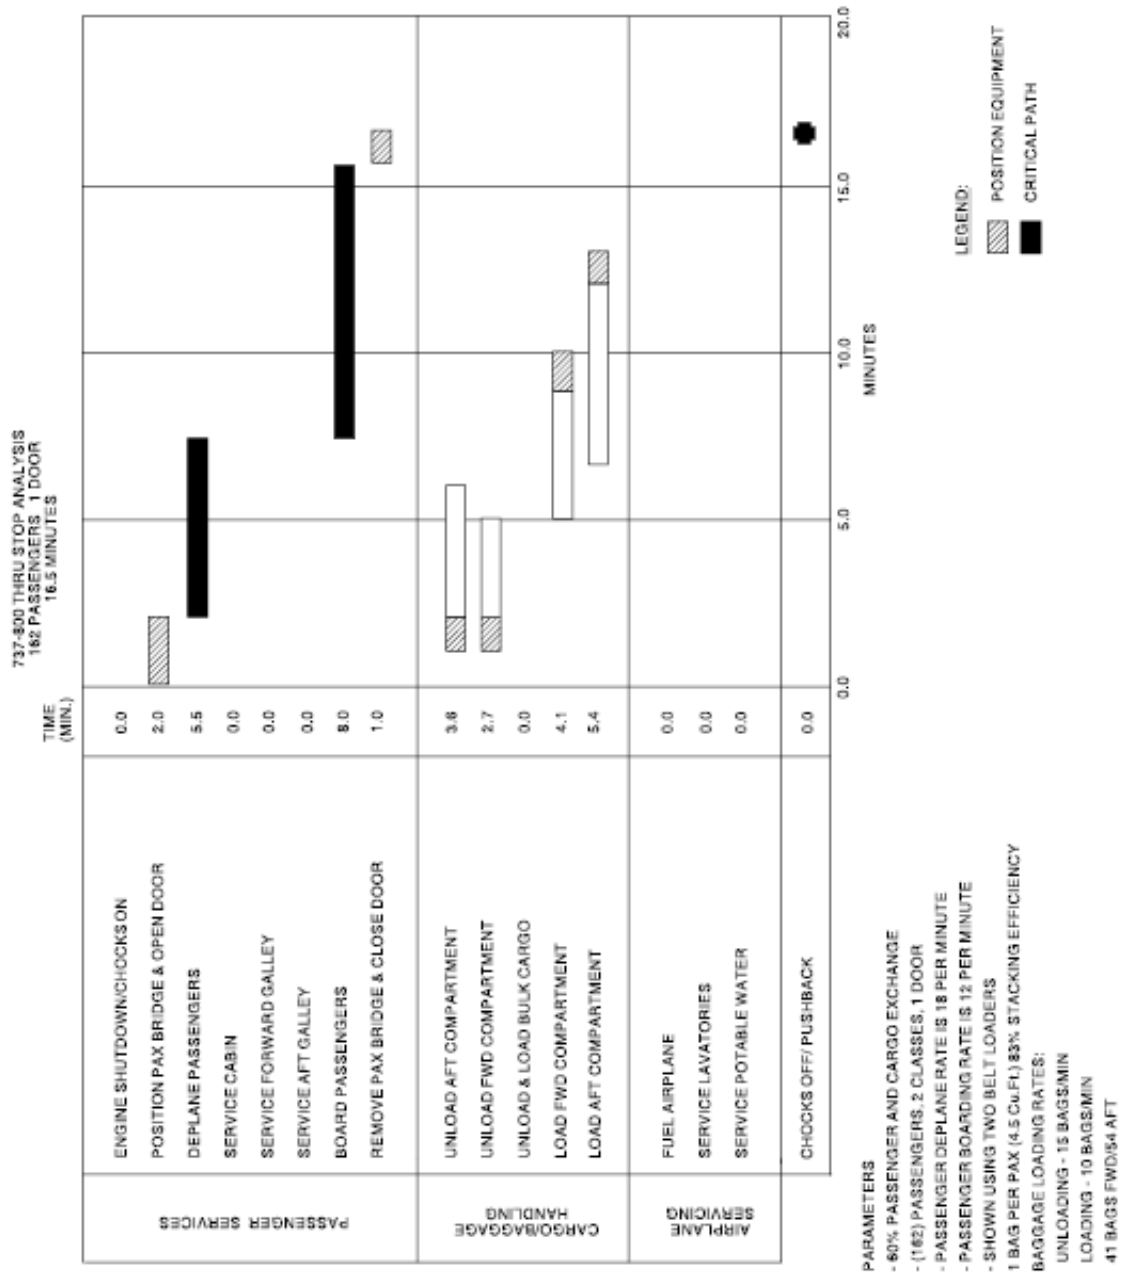 737-800 THRU STOP ANALYSIS
162 PASSENGERS 1 DOOR
16.5 MINUTES
TIME
(MIN.)
PASSENGER SERVICES
ENGINE SHUTDOWN/CHOCKS ON 0.0
POSITION PAX BRIDGE & OPEN DOOR 2.0
DEPLANE PASSENGERS 5.5
SERVICE CABIN 0.0
SERVICE FORWARD GALLEY 0.0
SERVICE AFT GALLEY 0.0
BOARD PASSENGERS 8.0
REMOVE PAX BRIDGE & CLOSE DOOR 1.0
CARGO/BAGGAGE
HANDLING
UNLOAD AFT COMPARTMENT 3.6
UNLOAD FWD COMPARTMENT 2.7
UNLOAD & LOAD BULK CARGO 0.0
LOAD FWD COMPARTMENT 4.1
LOAD AFT COMPARTMENT 5.4
AIRPLANE
SERVICING
FUEL AIRPLANE 0.0
SERVICE LAVATORIES 0.0
SERVICE POTABLE WATER 0.0
CHOCKS OFF/ PUSHBACK 0.0
0.0 5.0 10.0 15.0 20.0
MINUTES
PARAMETERS
- 60% PASSENGER AND CARGO EXCHANGE
- (162) PASSENGERS, 2 CLASSES, 1 DOOR
- PASSENGER DEPLANE RATE IS 18 PER MINUTE
- PASSENGER BOARDING RATE IS 12 PER MINUTE
- SHOWN USING TWO BELT LOADERS
1 BAG PER PAX (4.5 Cu.Ft.) 83% STACKING EFFICIENCY
BAGGAGE LOADING RATES:
UNLOADING - 15 BAGS/MIN
LOADING - 10 BAGS/MIN
41 BAGS FWD/54 AFT
LEGEND:
POSITION EQUIPMENT
CRITICAL PATH